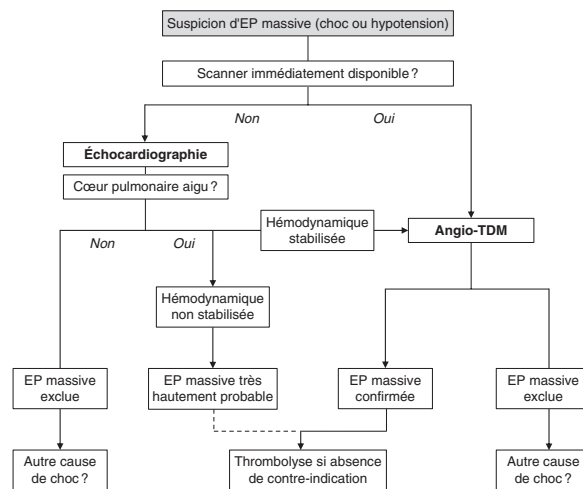 Suspicion d'EP massive (choc ou hypotension)
Scanner immédiatement disponible ?
Non
Oui
Échocardiographie
Cœur pulmonaire aigu ?
Non
Oui
Hémodynamique
stabilisée
Angio-TDM
Hémodynamique
non stabilisée
EP massive
exclue
EP massive très
hautement probable
EP massive
confirmée
EP massive
exclue
Autre cause
de choc ?
Thrombolyse si absence
de contre-indication
Autre cause
de choc ?